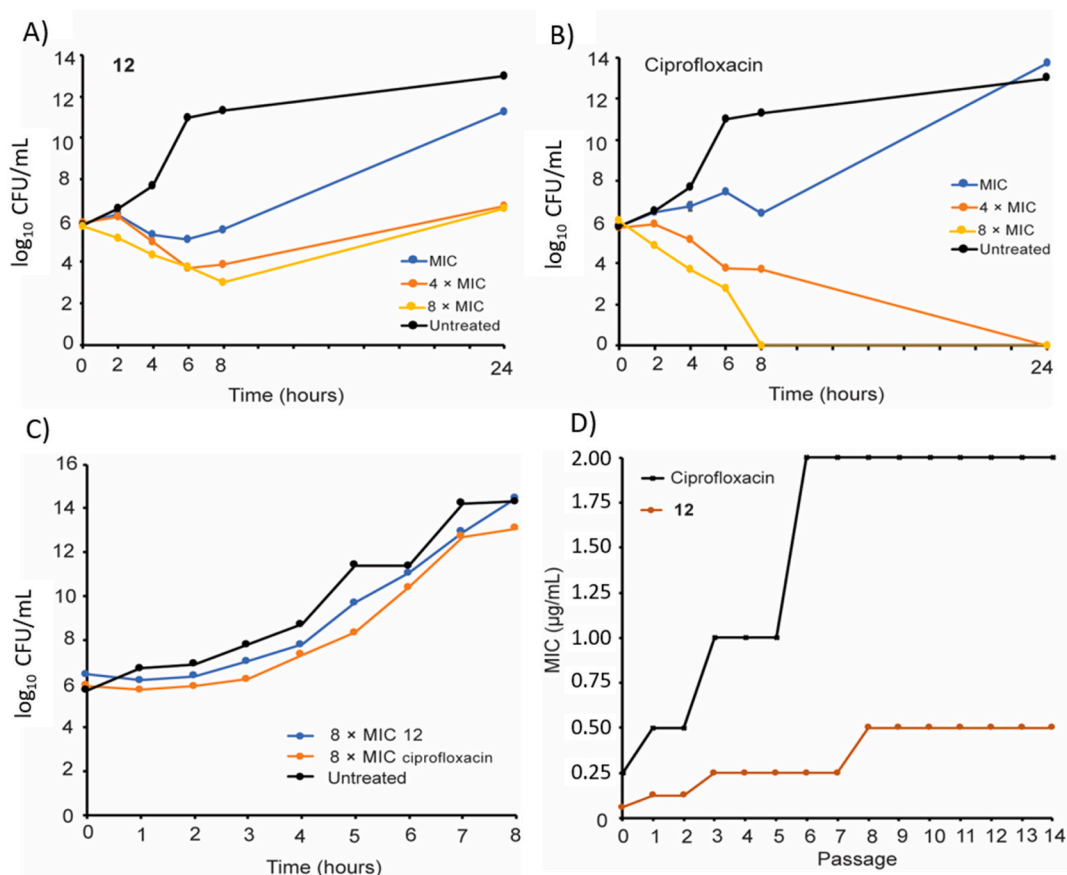 A)
12
14
12
10
8
6
4
2
0
log10 CFU/mL
MIC
4 × MIC
8 × MIC
Untreated
0 2 4 6 8 24
Time (hours)
B)
Ciprofloxacin
14
12
10
8
6
4
2
0
log10 CFU/mL
MIC
4 × MIC
8 × MIC
Untreated
0 2 4 6 8 24
Time (hours)
C)
16
14
12
10
8
6
4
2
0
log10 CFU/mL
8 × MIC 12
8 × MIC ciprofloxacin
Untreated
0 1 2 3 4 5 6 7 8
Time (hours)
D)
2.00
1.75
1.50
1.25
1.00
0.75
0.50
0.25
0
MIC (µg/mL)
Ciprofloxacin
12
0 1 2 3 4 5 6 7 8 9 10 11 12 13 14
Passage